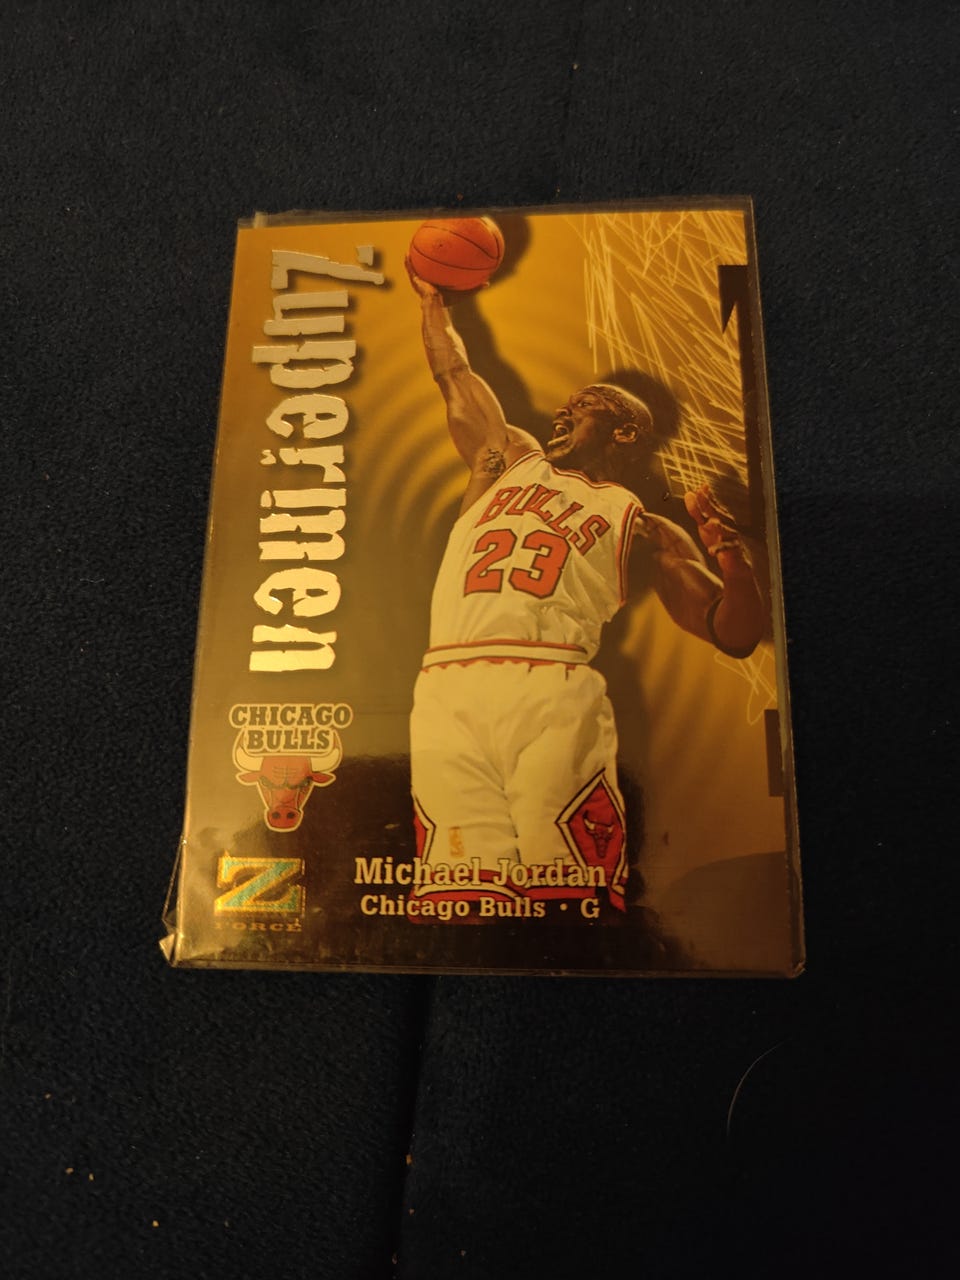 Zupermen
BULLS
23
CHICAGO
BULLS
Z
FORCE
Michael Jordan
Chicago Bulls • G